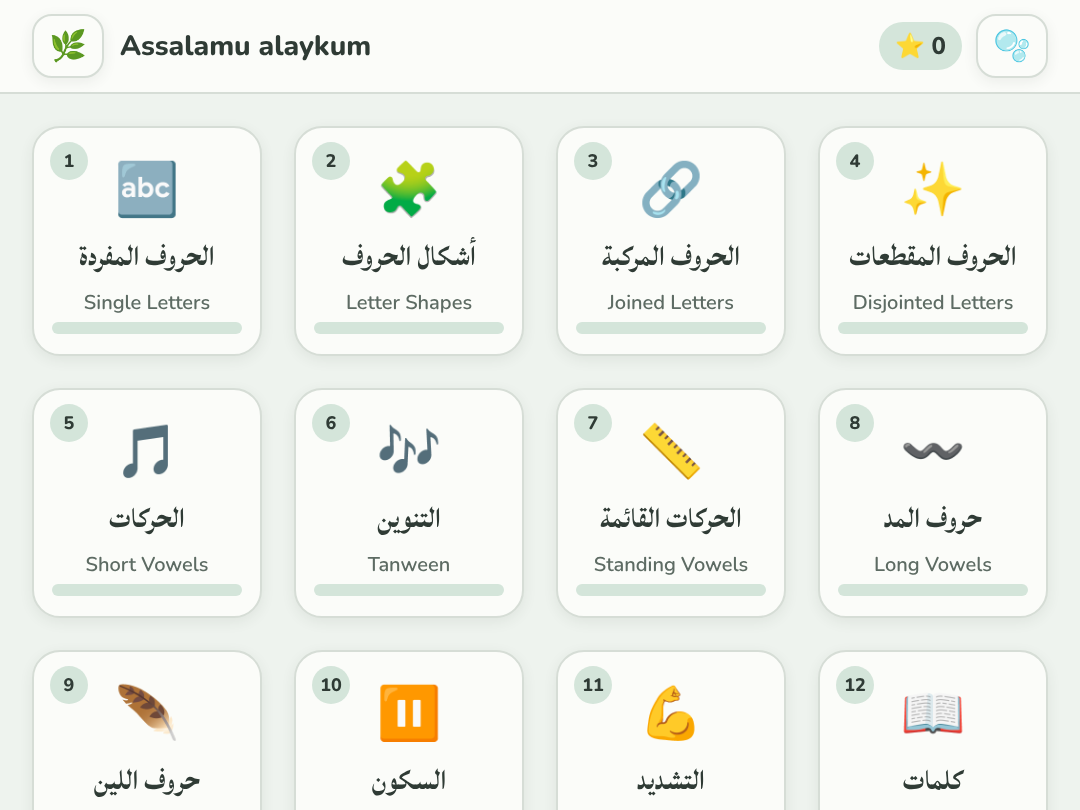 Assalamu alaykum
0
1
abc
الحروف المفردة
Single Letters
2
أشكال الحروف
Letter Shapes
3
الحروف المركبة
Joined Letters
4
الحروف المقطعات
Disjointed Letters
5
الحركات
Short Vowels
6
التنوين
Tanween
7
الحركات القائمة
Standing Vowels
8
حروف المد
Long Vowels
9
حروف اللين
10
السكون
11
التشديد
12
كلمات